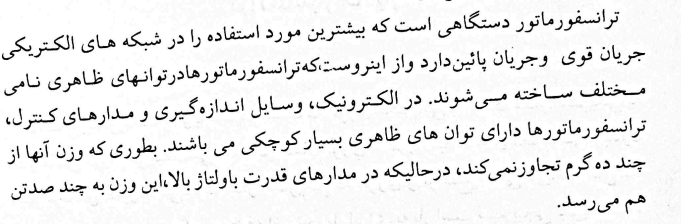 ترانسفورماتور دستگاهی است که بیشترین مورد استفاده را در شبکه های الکتریکی
جریان قوی وجریان پائین‌دارد واز اینروست،که‌ترانسفورماتورهادرتوانهای ظاهری نامی
مختلف ساخته می‌شوند. در الکترونیک، وسایل اندازه‌گیری و مدارهای کنترل،
ترانسفورماتورها دارای توان های ظاهری بسیار کوچکی می باشند. بطوری که وزن آنها از
چند ده گرم تجاوزنمی‌کند، درحالیکه در مدارهای قدرت باولتاژ بالا،این وزن به چند صدتن
هم می‌رسد.